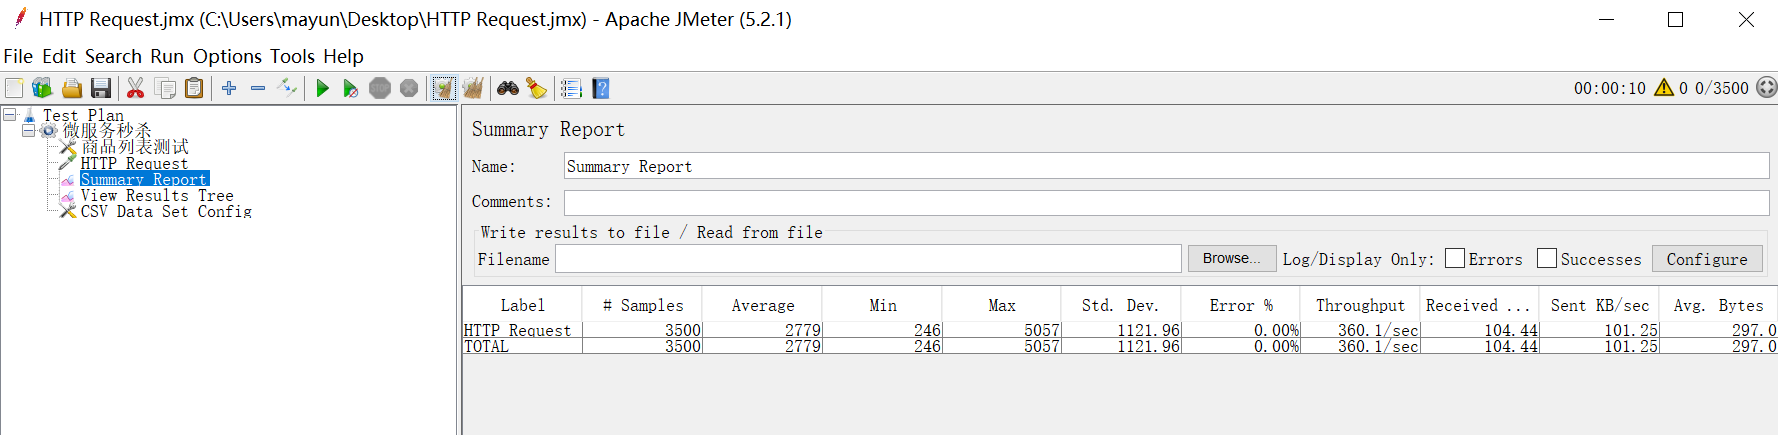 HTTP Request.jmx (C:\Users\mayun\Desktop\HTTP Request.jmx) - Apache JMeter (5.2.1)
File Edit Search Run Options Tools Help
STOP 00:00:10 0 0/3500
Test Plan
微服务秒杀
商品列表测试
HTTP Request
Summary Report
View Results Tree
CSV Data Set Config
Summary Report
Name: Summary Report
Comments:
Write results to file / Read from file
Filename Browse... Log/Display Only: Errors Successes Configure
Label # Samples Average Min Max Std. Dev. Error % Throughput Received ... Sent KB/sec Avg. Bytes
HTTP Request 3500 2779 246 5057 1121.96 0.00% 360.1/sec 104.44 101.25 297.0
TOTAL 3500 2779 246 5057 1121.96 0.00% 360.1/sec 104.44 101.25 297.0